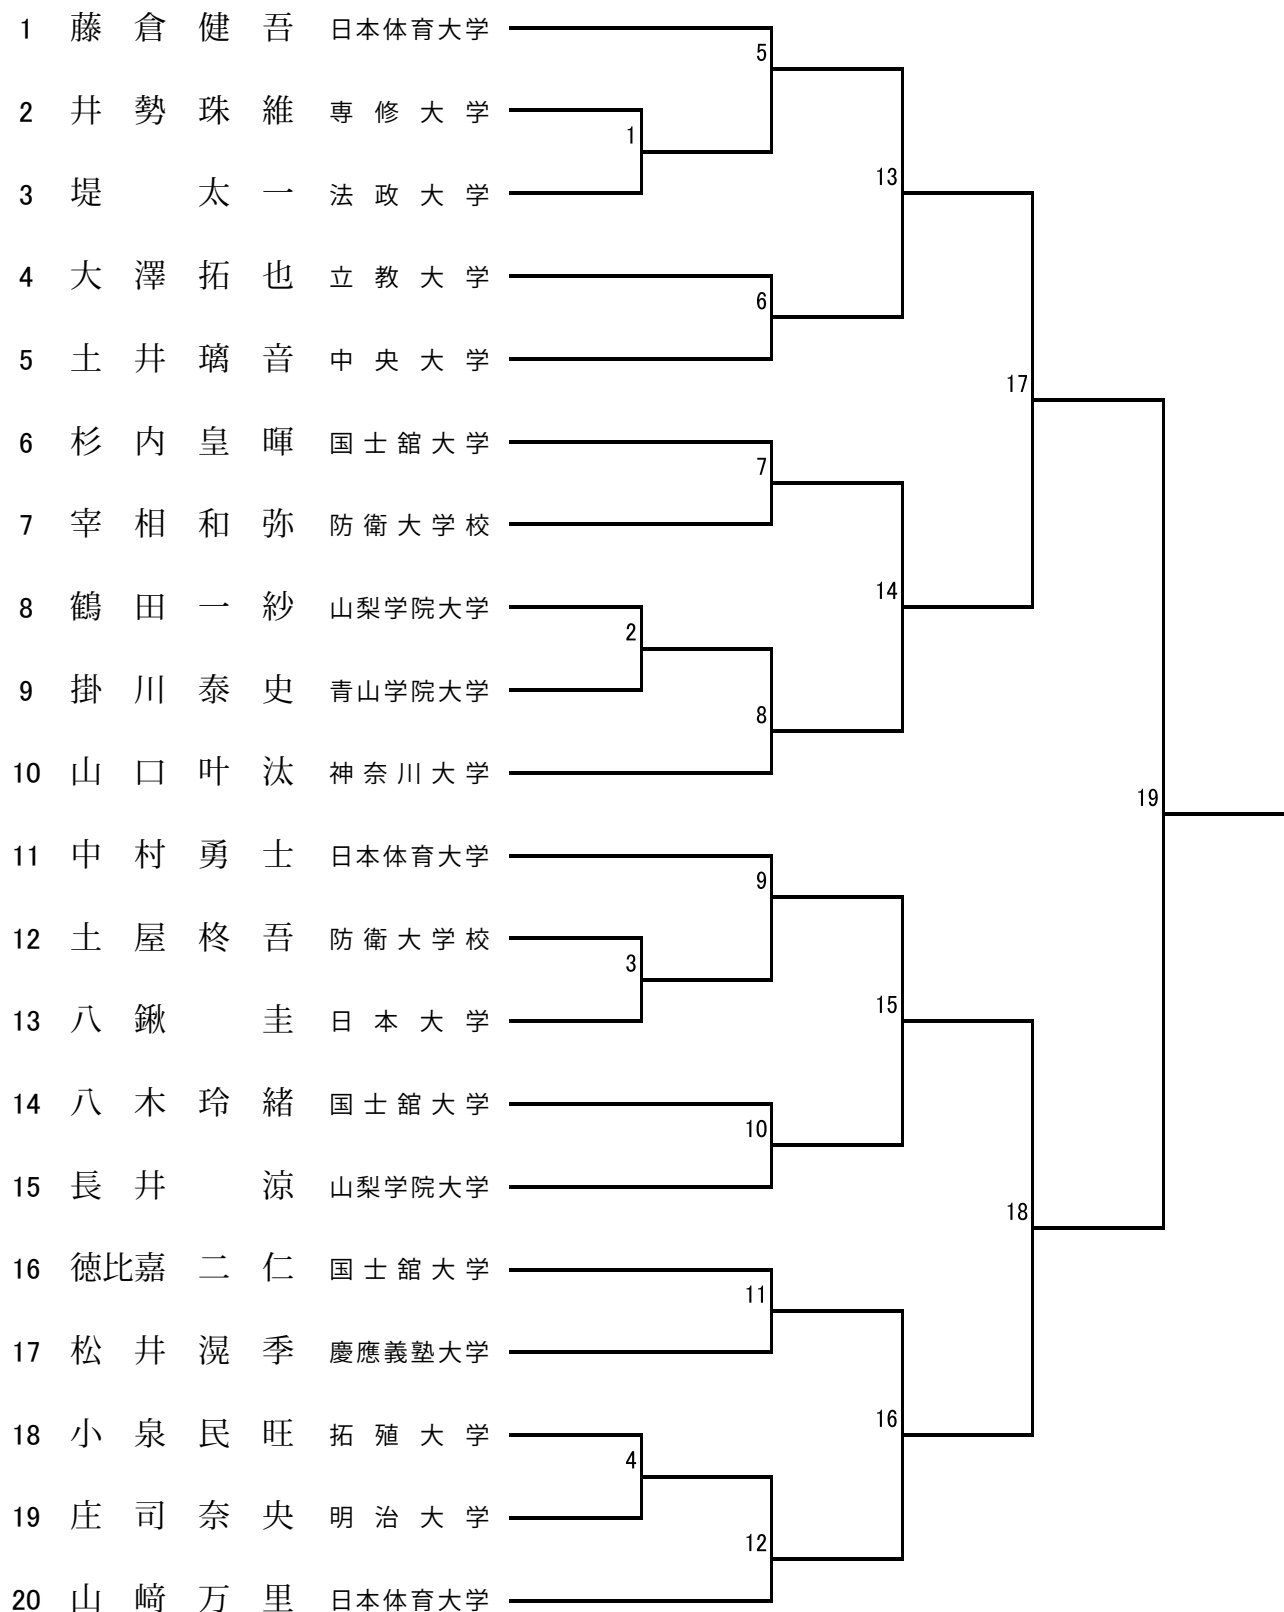 1 藤倉健吾 日本体育大学
5
2 井勢珠維 専修大学
1
13
3 堤 太一 法政大学
4 大澤拓也 立教大学
6
5 土井璃音 中央大学
17
6 杉内皇暉 国士舘大学
7
7 宰相和弥 防衛大学校
14
8 鶴田一紗 山梨学院大学
2
9 掛川泰史 青山学院大学
8
10 山口叶汰 神奈川大学
19
11 中村勇士 日本体育大学
9
12 土屋柊吾 防衛大学校
3
15
13 八鍬 圭 日本大学
14 八木玲緒 国士舘大学
10
15 長井 涼 山梨学院大学
18
16 徳比嘉二仁 国士舘大学
11
17 松井滉季 慶應義塾大学
16
18 小泉民旺 拓殖大学
4
19 庄司奈央 明治大学
12
20 山﨑万里 日本体育大学